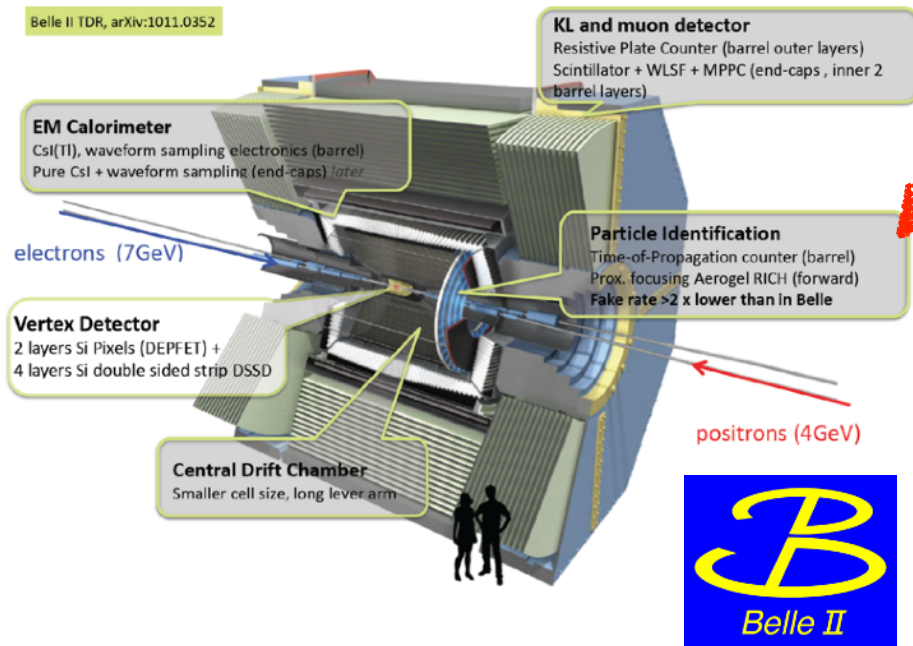 Belle II TDR, arXiv:1011.0352
KL and muon detector
Resistive Plate Counter (barrel outer layers)
Scintillator + WLSF + MPPC (end-caps , inner 2
barrel layers)
EM Calorimeter
CsI(Tl), waveform sampling electronics (barrel)
Pure CsI + waveform sampling (end-caps) later
electrons (7GeV)
Particle Identification
Time-of-Propagation counter (barrel)
Prox. focusing Aerogel RICH (forward)
Fake rate >2 x lower than in Belle
Vertex Detector
2 layers Si Pixels (DEPFET) +
4 layers Si double sided strip DSSD
positrons (4GeV)
Central Drift Chamber
Smaller cell size, long lever arm
B
Belle II